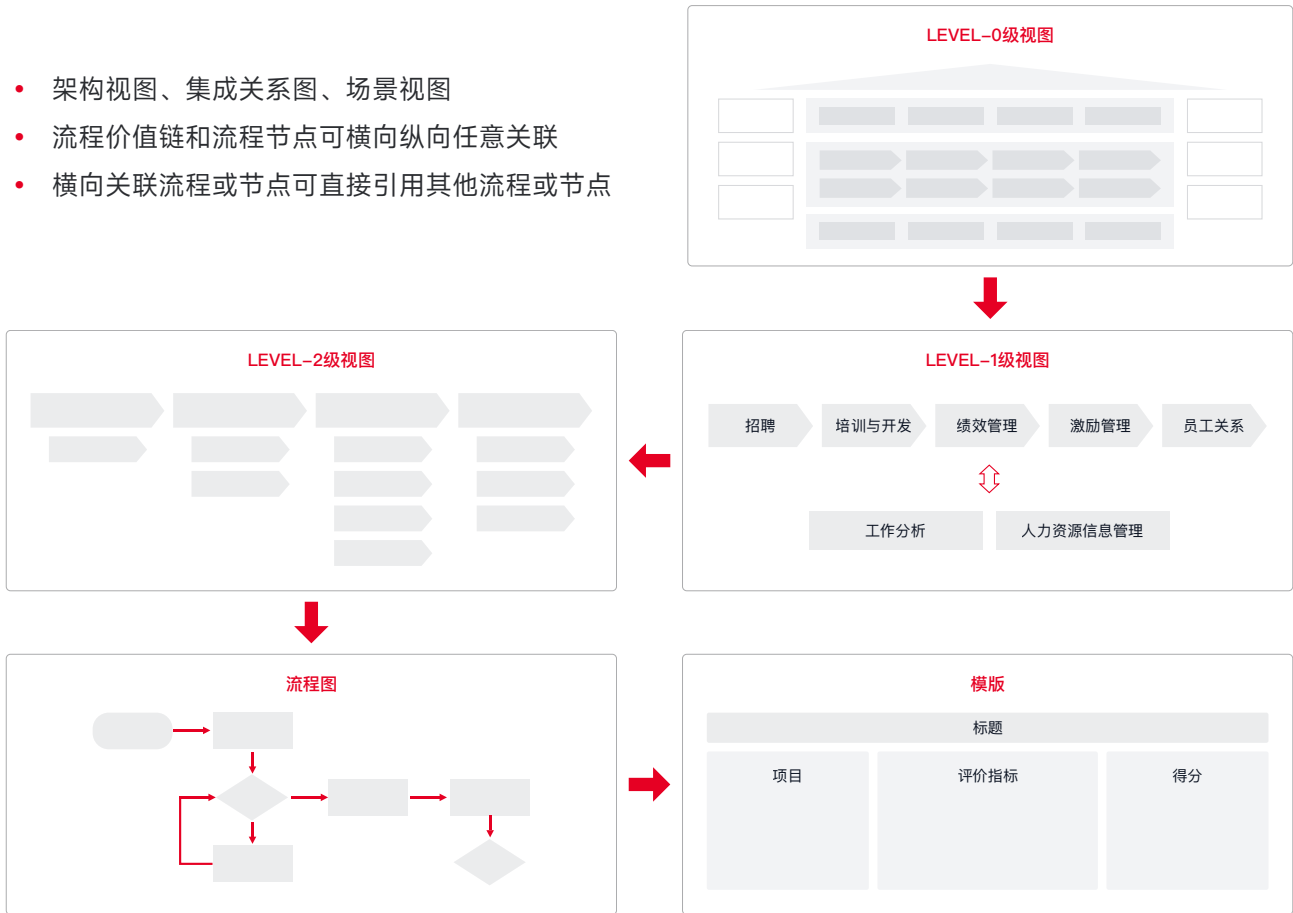 • 架构视图、集成关系图、场景视图
• 流程价值链和流程节点可横向纵向任意关联
• 横向关联流程或节点可直接引用其他流程或节点
LEVEL-0级视图
LEVEL-1级视图
招聘 培训与开发 绩效管理 激励管理 员工关系
工作分析 人力资源信息管理
LEVEL-2级视图
流程图
模版
标题
项目 评价指标 得分